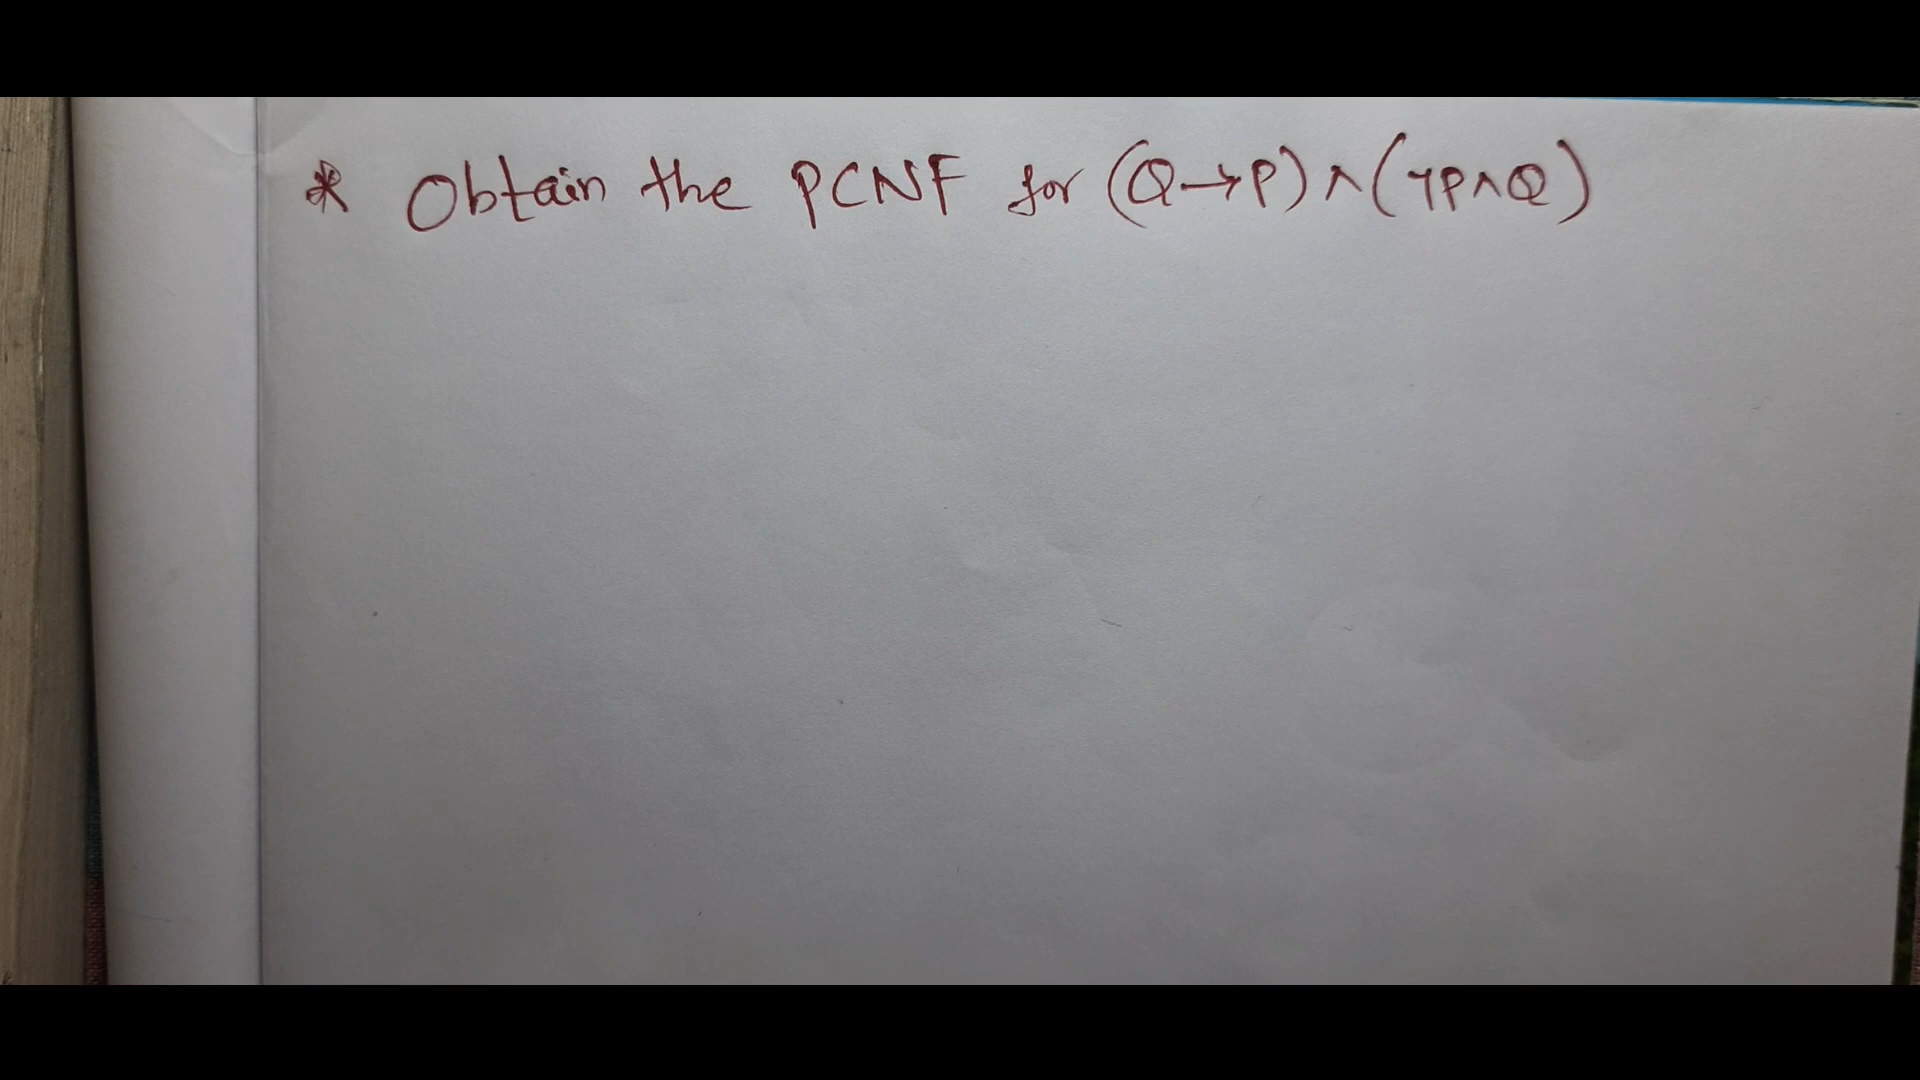 * Obtain the PCNF for (Q→P)∧(¬P∧Q)